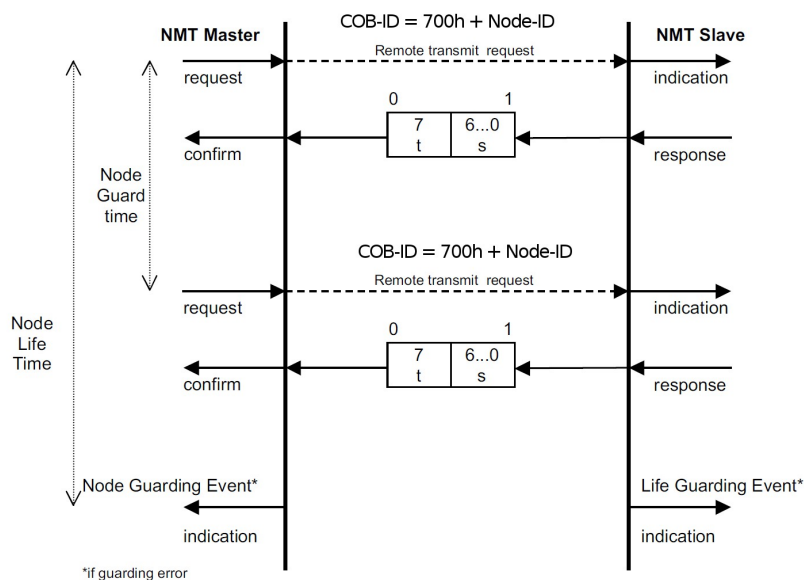 COB-ID = 700h + Node-ID
NMT Master
NMT Slave
Remote transmit request
request
indication
0 1
7 6...0
t s
confirm
response
Node
Guard
time
COB-ID = 700h + Node-ID
Remote transmit request
request
indication
Node
Life
Time
0 1
7 6...0
t s
confirm
response
Node Guarding Event*
Life Guarding Event*
indication
indication
*if guarding error